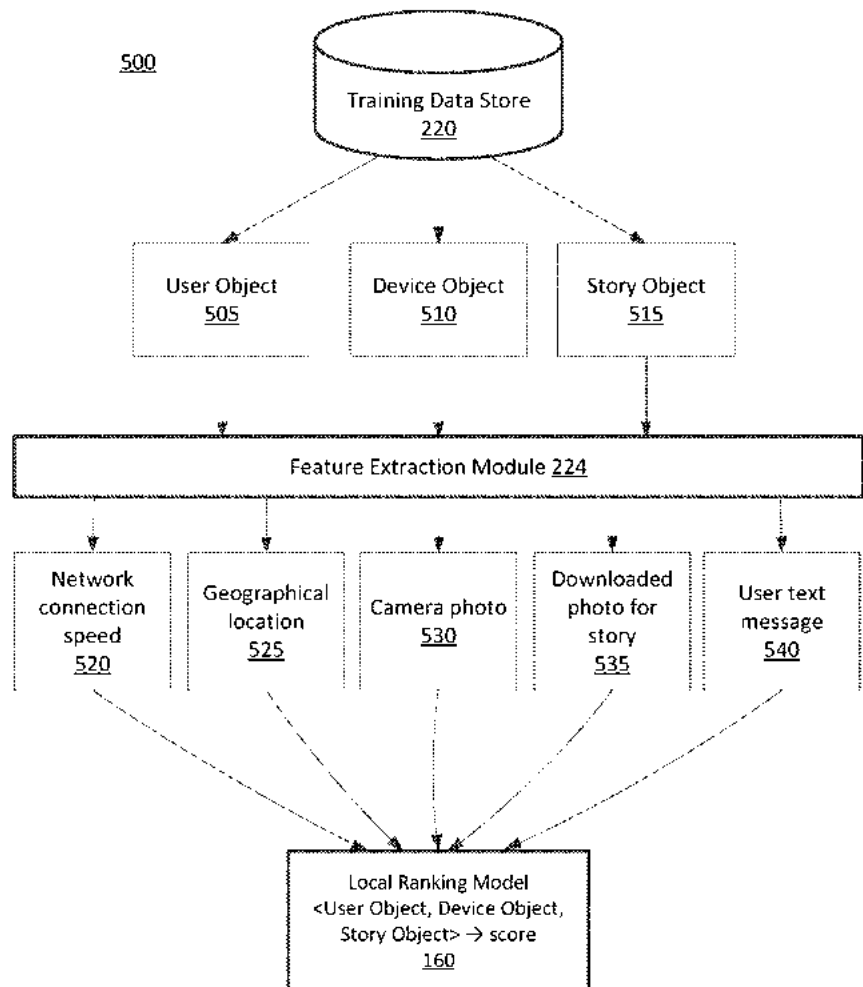 500
Training Data Store
220
User Object
505
Device Object
510
Story Object
515
Feature Extraction Module 224
Network
connection
speed
520
Geographical
location
525
Camera photo
530
Downloaded
photo for
story
535
User text
message
540
Local Ranking Model
<User Object, Device Object,
Story Object> → score
160